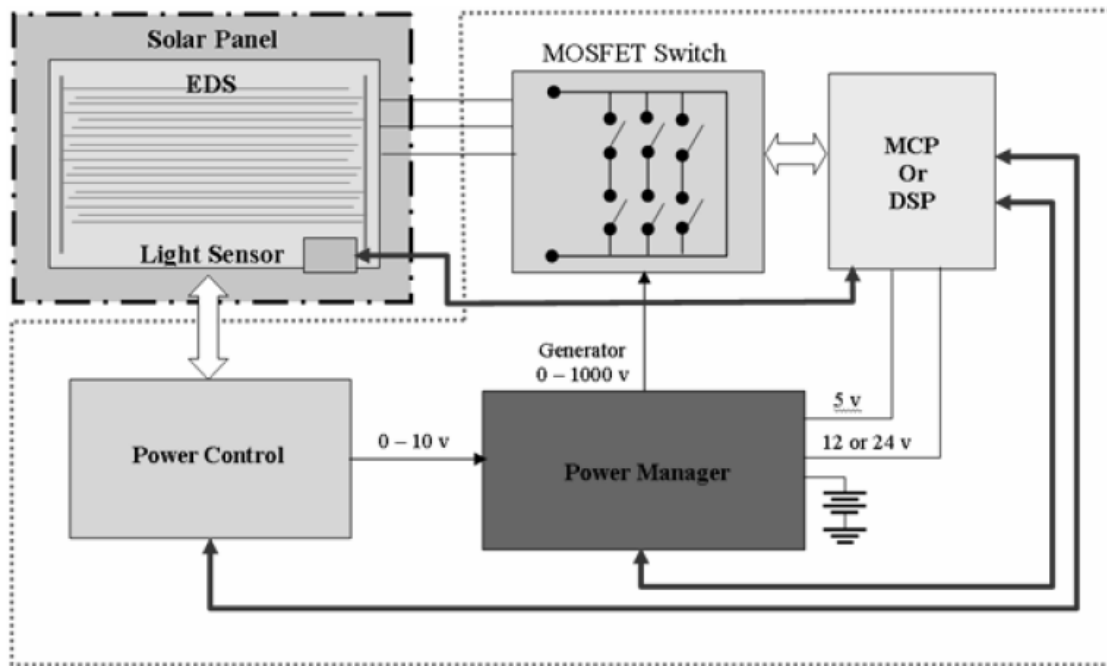 Solar Panel
EDS
Light Sensor
MOSFET Switch
MCP
Or
DSP
Generator
0 – 1000 v
5 v
12 or 24 v
Power Control
0 – 10 v
Power Manager